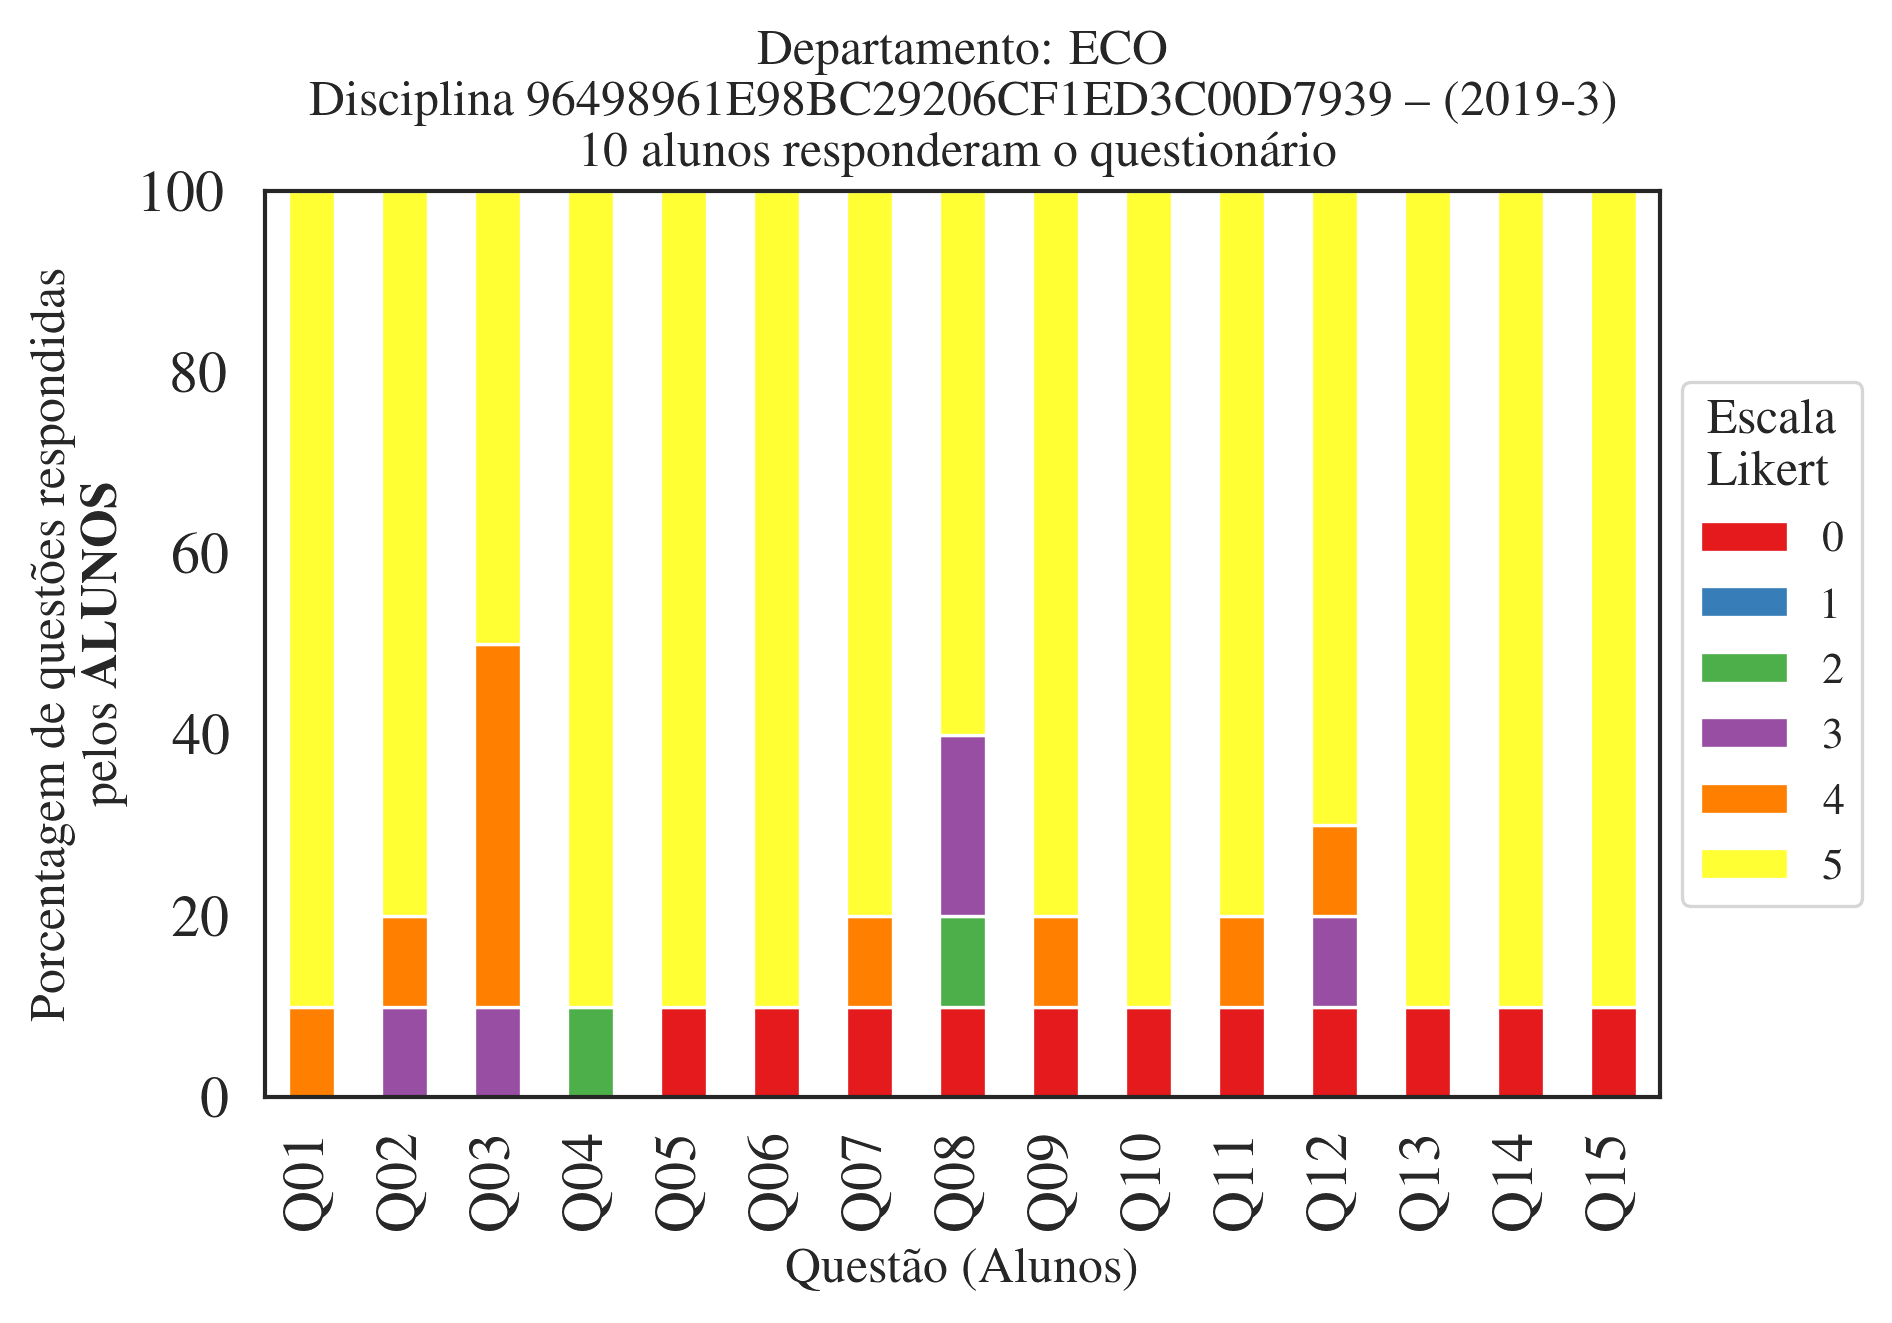 Departamento: ECO
Disciplina 96498961E98BC29206CF1ED3C00D7939 – (2019-3)
10 alunos responderam o questionário
Porcentagem de questões respondidas
pelos ALUNOS
100
80
60
40
20
0
Q01
Q02
Q03
Q04
Q05
Q06
Q07
Q08
Q09
Q10
Q11
Q12
Q13
Q14
Q15
Questão (Alunos)
Escala
Likert
0
1
2
3
4
5